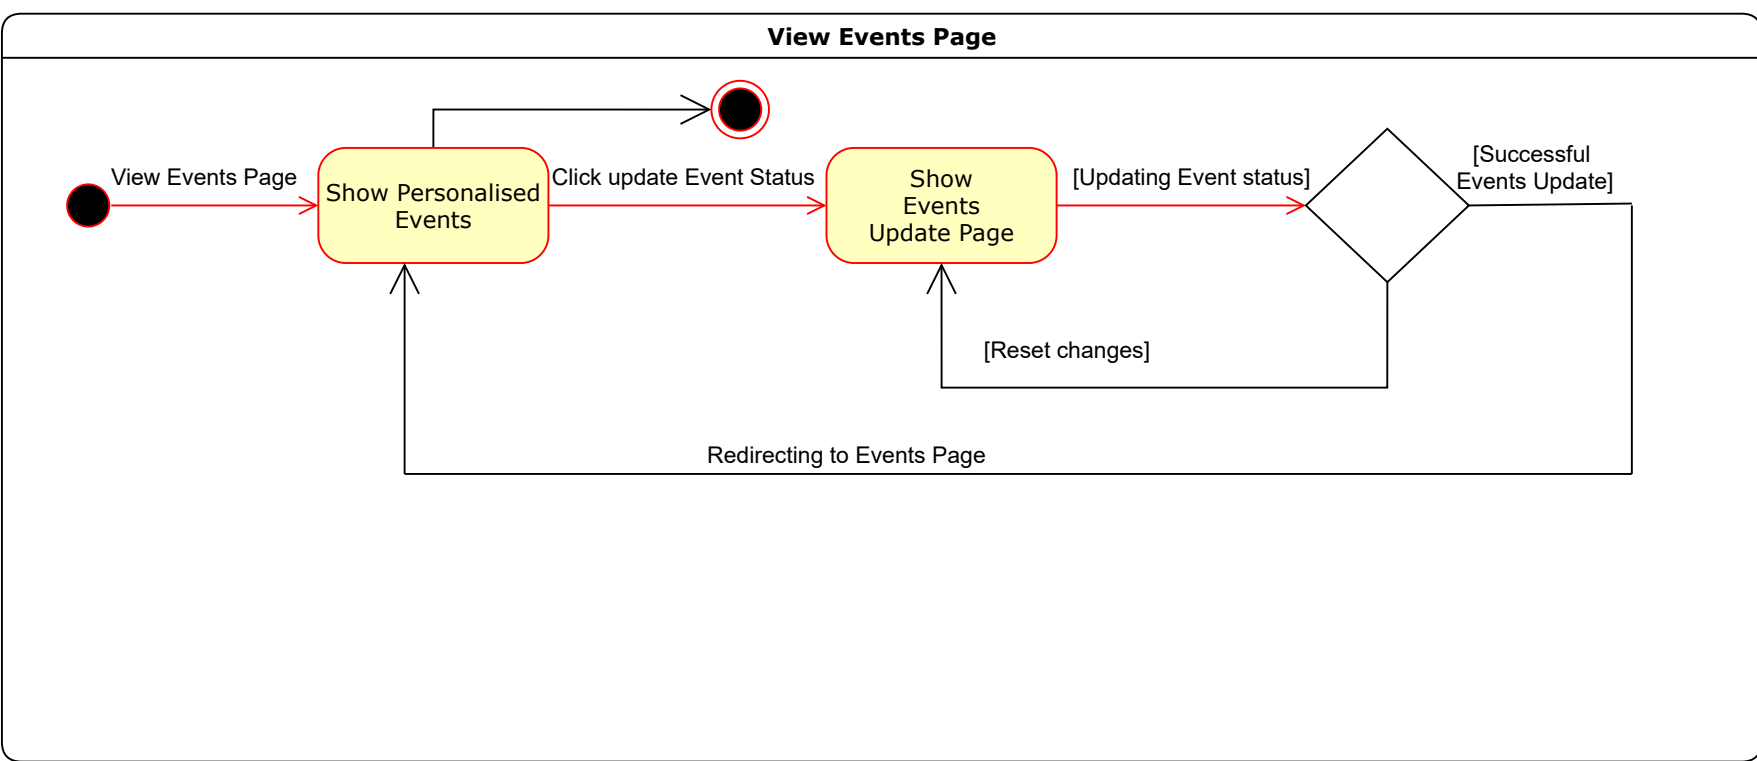 View Events Page
View Events Page
Show Personalised
Events
Click update Event Status
Show
Events
Update Page
[Updating Event status]
[Successful
Events Update]
[Reset changes]
Redirecting to Events Page